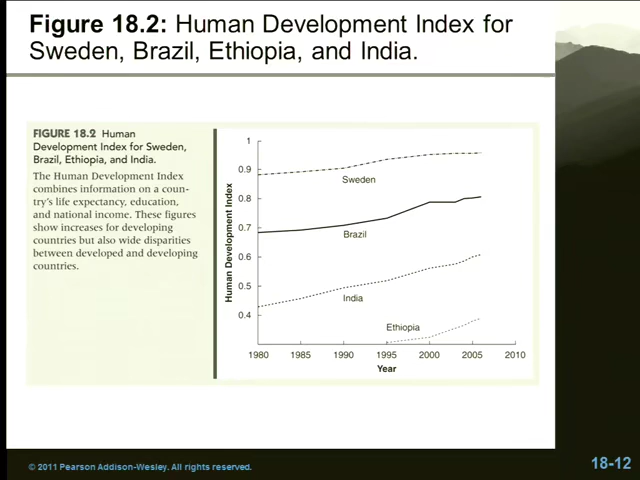 Figure 18.2: Human Development Index for
Sweden, Brazil, Ethiopia, and India.
FIGURE 18.2 Human
Development Index for Sweden,
Brazil, Ethiopia, and India.
The Human Development Index
combines information on a coun-
try's life expectancy, education,
and national income. These figures
show increases for developing
countries but also wide disparities
between developed and developing
countries.
Human Development Index
1
0.9
0.8
0.7
0.6
0.5
0.4
Sweden
Brazil
India
Ethiopia
1980 1985 1990 1995 2000 2005 2010
Year
© 2011 Pearson Addison-Wesley. All rights reserved.
18-12